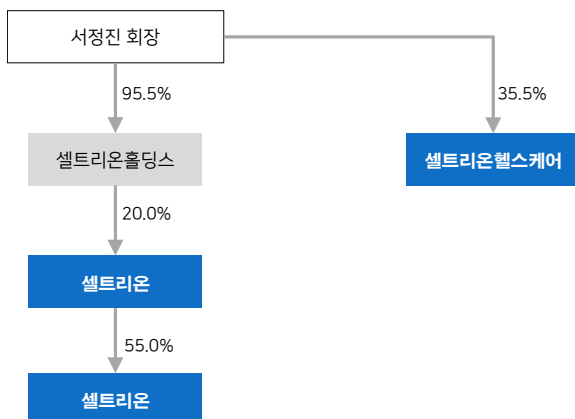 서정진 회장
95.5%
35.5%
셀트리온홀딩스
셀트리온헬스케어
20.0%
셀트리온
55.0%
셀트리온